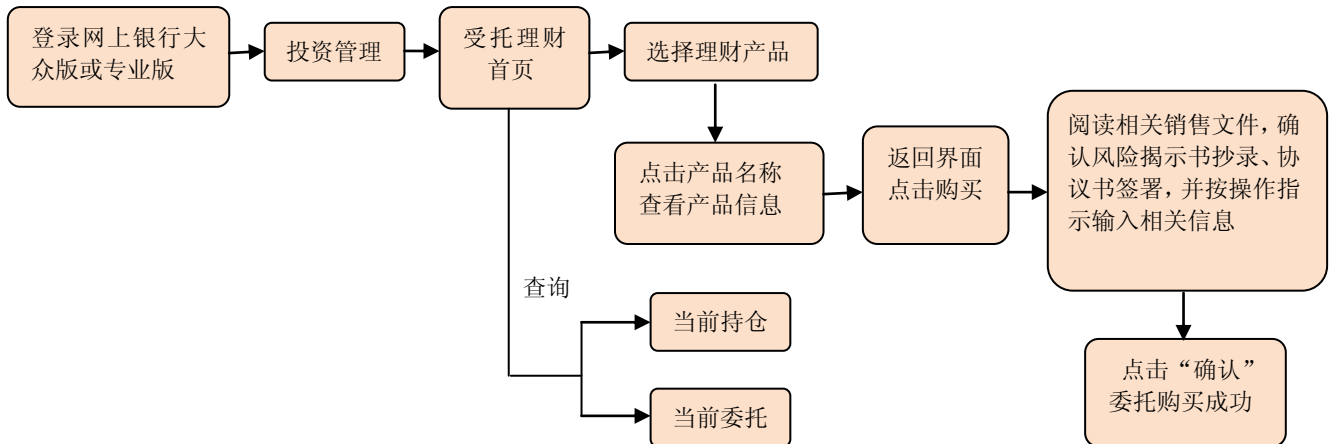 登录网上银行大
众版或专业版
投资管理
受托理财
首页
选择理财产品
点击产品名称
查看产品信息
返回界面
点击购买
阅读相关销售文件，确
认风险揭示书抄录、协
议书签署，并按操作指
示输入相关信息
查询
当前持仓
当前委托
点击“确认”
委托购买成功